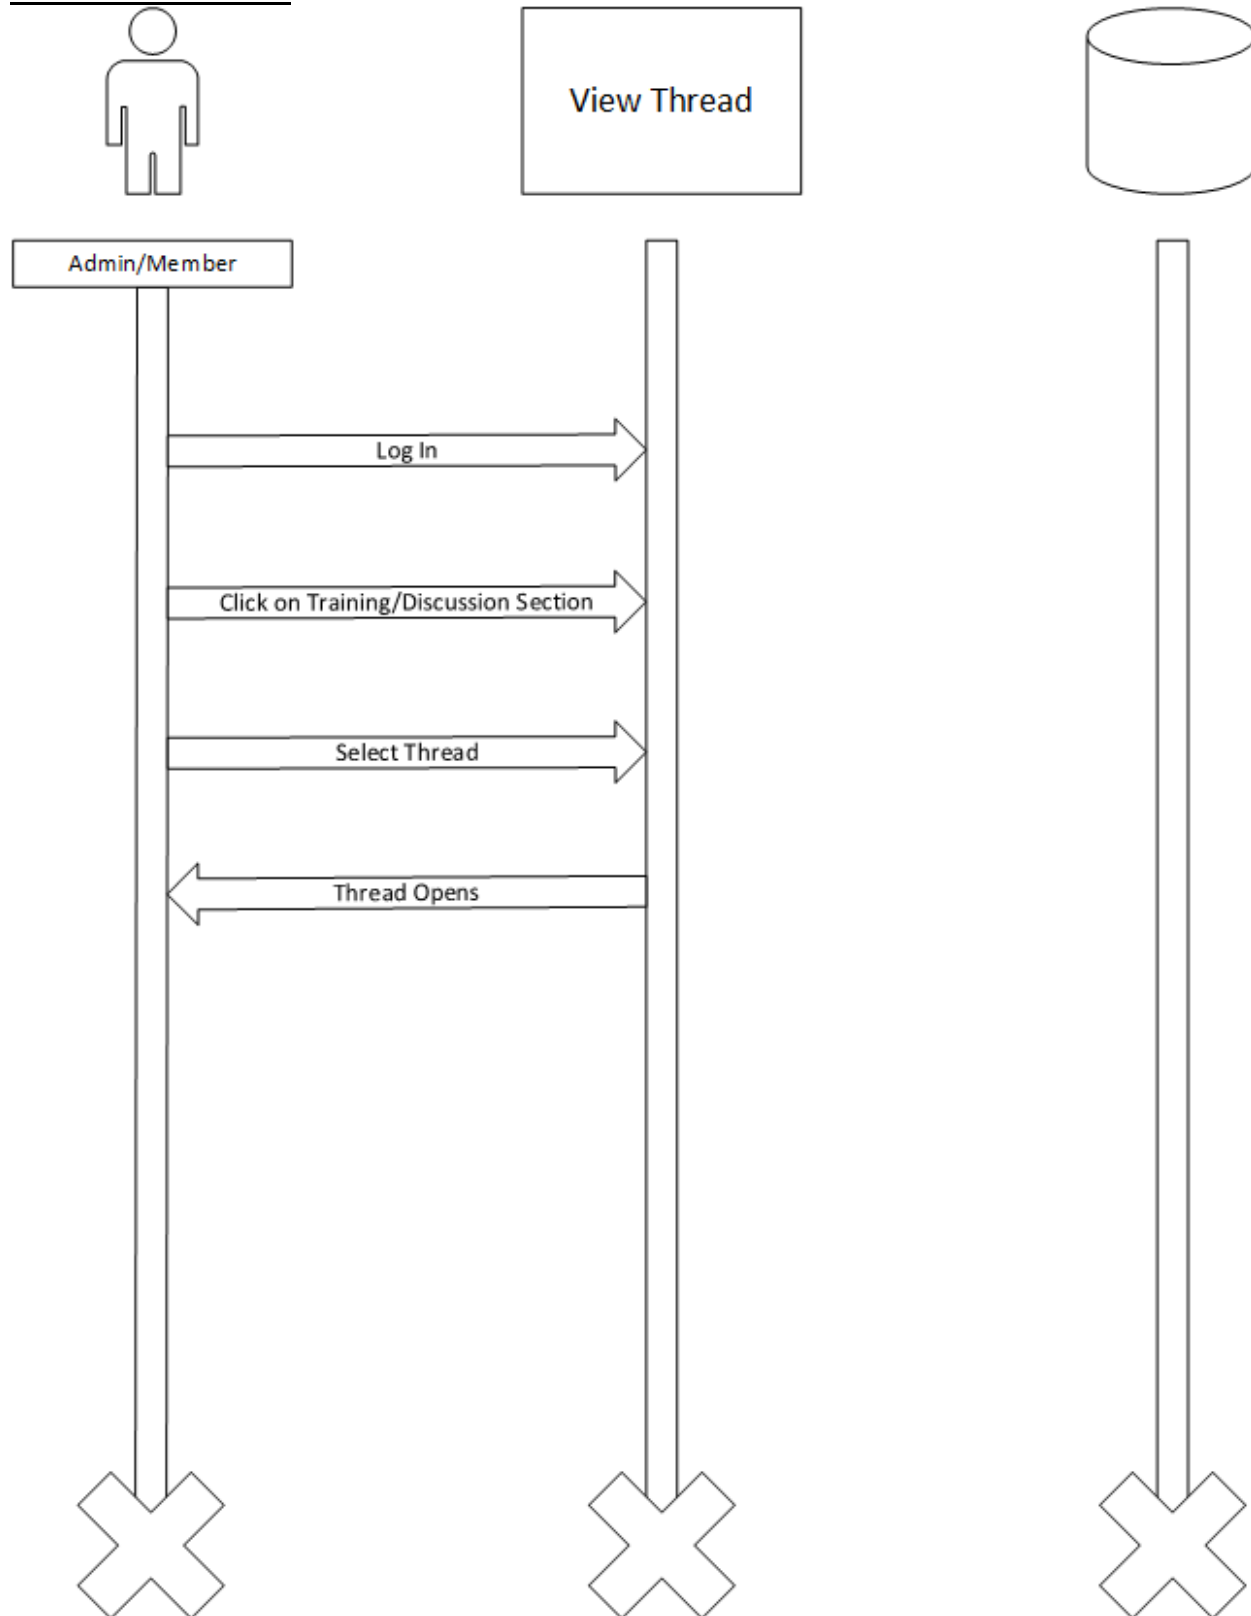 View Thread
Admin/Member
Log In
Click on Training/Discussion Section
Select Thread
Thread Opens